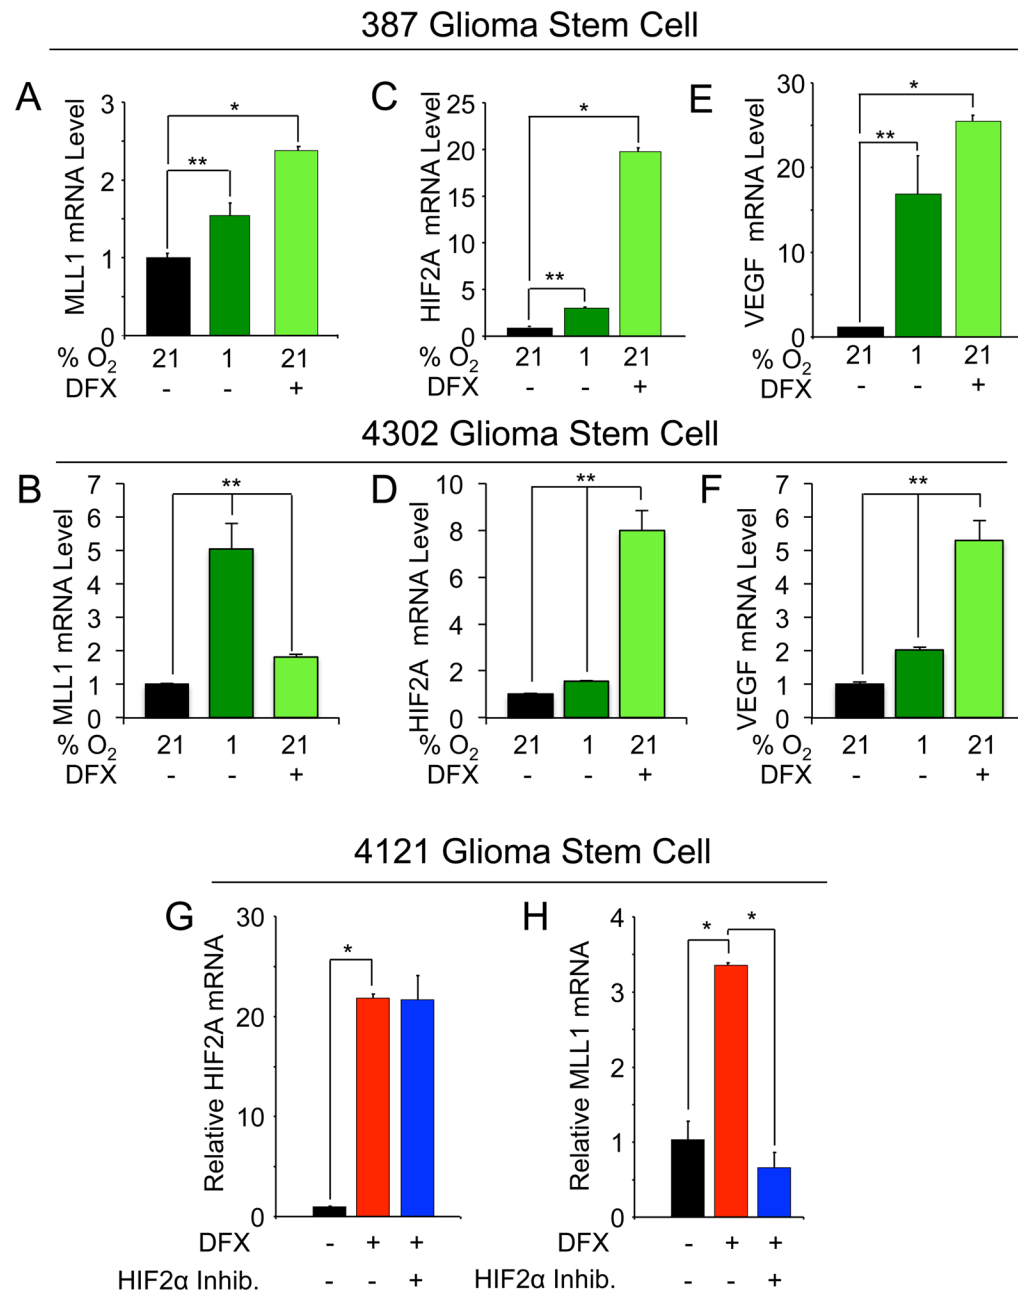 387 Glioma Stem Cell
A
MLL1 mRNA Level
3
2
1
0
*
**
% O2 21 1 21
DFX - - +
C
HIF2A mRNA Level
25
20
15
10
5
0
*
**
% O2 21 1 21
DFX - - +
E
VEGF mRNA Level
30
20
10
0
*
**
% O2 21 1 21
DFX - - +
4302 Glioma Stem Cell
B
MLL1 mRNA Level
7
6
5
4
3
2
1
0
**
% O2 21 1 21
DFX - - +
D
HIF2A mRNA Level
10
8
6
4
2
0
**
% O2 21 1 21
DFX - - +
F
VEGF mRNA Level
7
6
5
4
3
2
1
0
**
% O2 21 1 21
DFX - - +
4121 Glioma Stem Cell
G
Relative HIF2A mRNA
30
20
10
0
*
DFX - + +
HIF2α Inhib. - - +
H
Relative MLL1 mRNA
4
3
2
1
0
*
*
DFX - + +
HIF2α Inhib. - - +